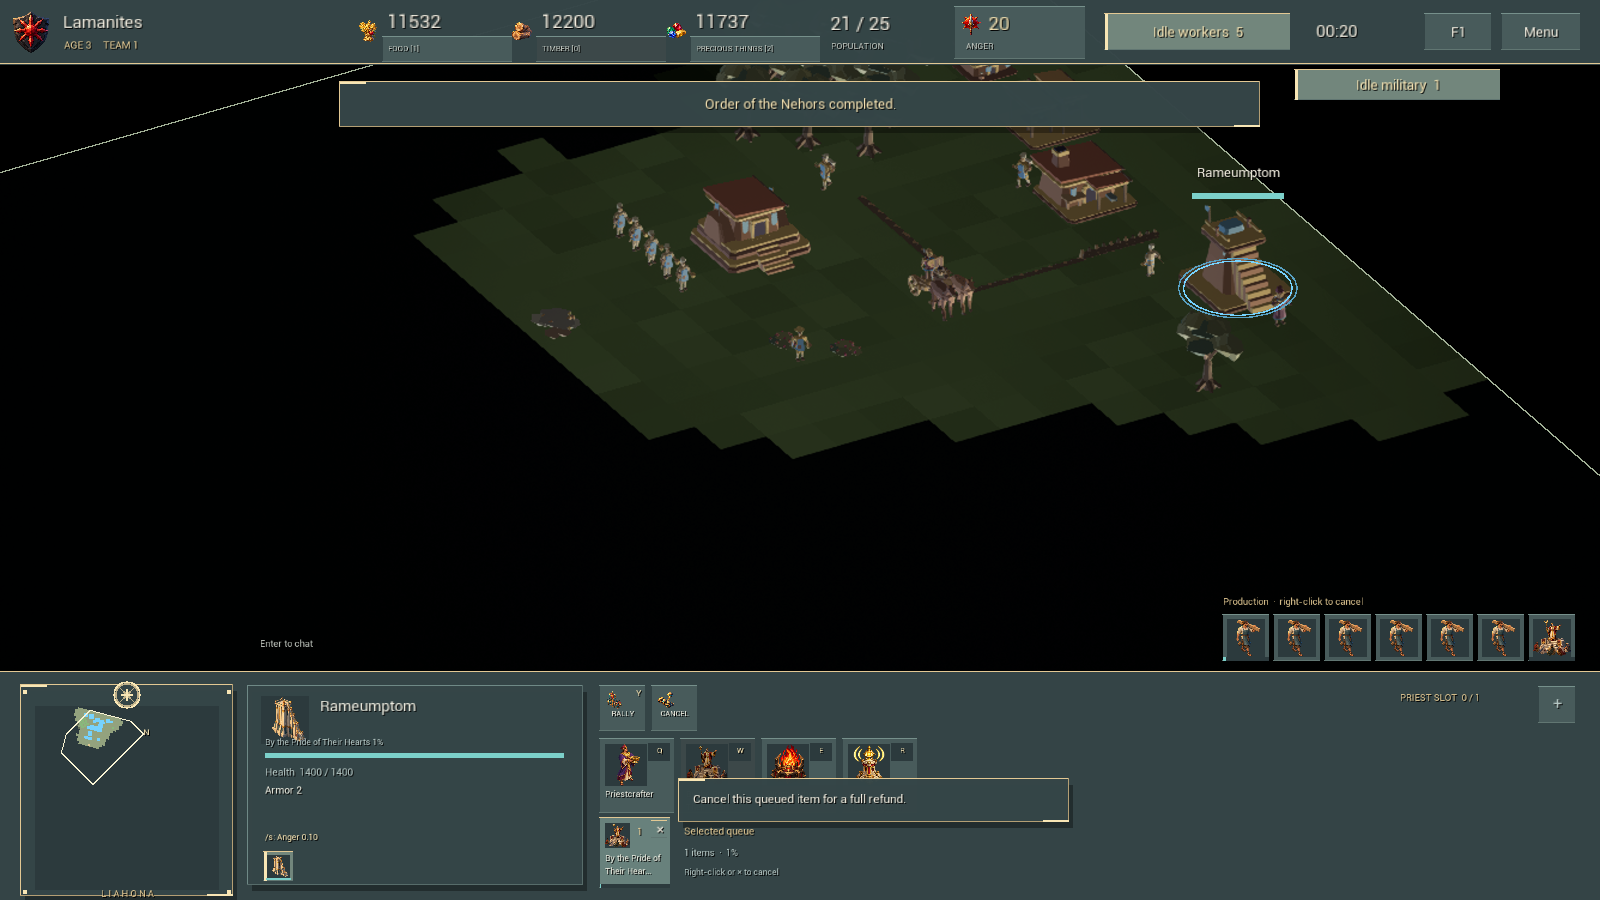 Lamanites
AGE 3 TEAM 1
11532
FOOD [1]
12200
TIMBER [0]
11737
PRECIOUS THINGS [2]
21 / 25
POPULATION
20
ANGER
Idle workers 5
00:20
F1
Menu
Idle military 1
Order of the Nehors completed.
Rameumptom
Production · right-click to cancel
Enter to chat
N
LIAHONA
Rameumptom
By the Pride of Their Hearts 1%
Health 1400 / 1400
Armor 2
/s: Anger 0.10
Y
RALLY
CANCEL
Q
Priestcrafter
W
E
R
Cancel this queued item for a full refund.
1 ×
By the Pride of
Their Hear...
Selected queue
1 items · 1%
Right-click or × to cancel
PRIEST SLOT 0 / 1
+